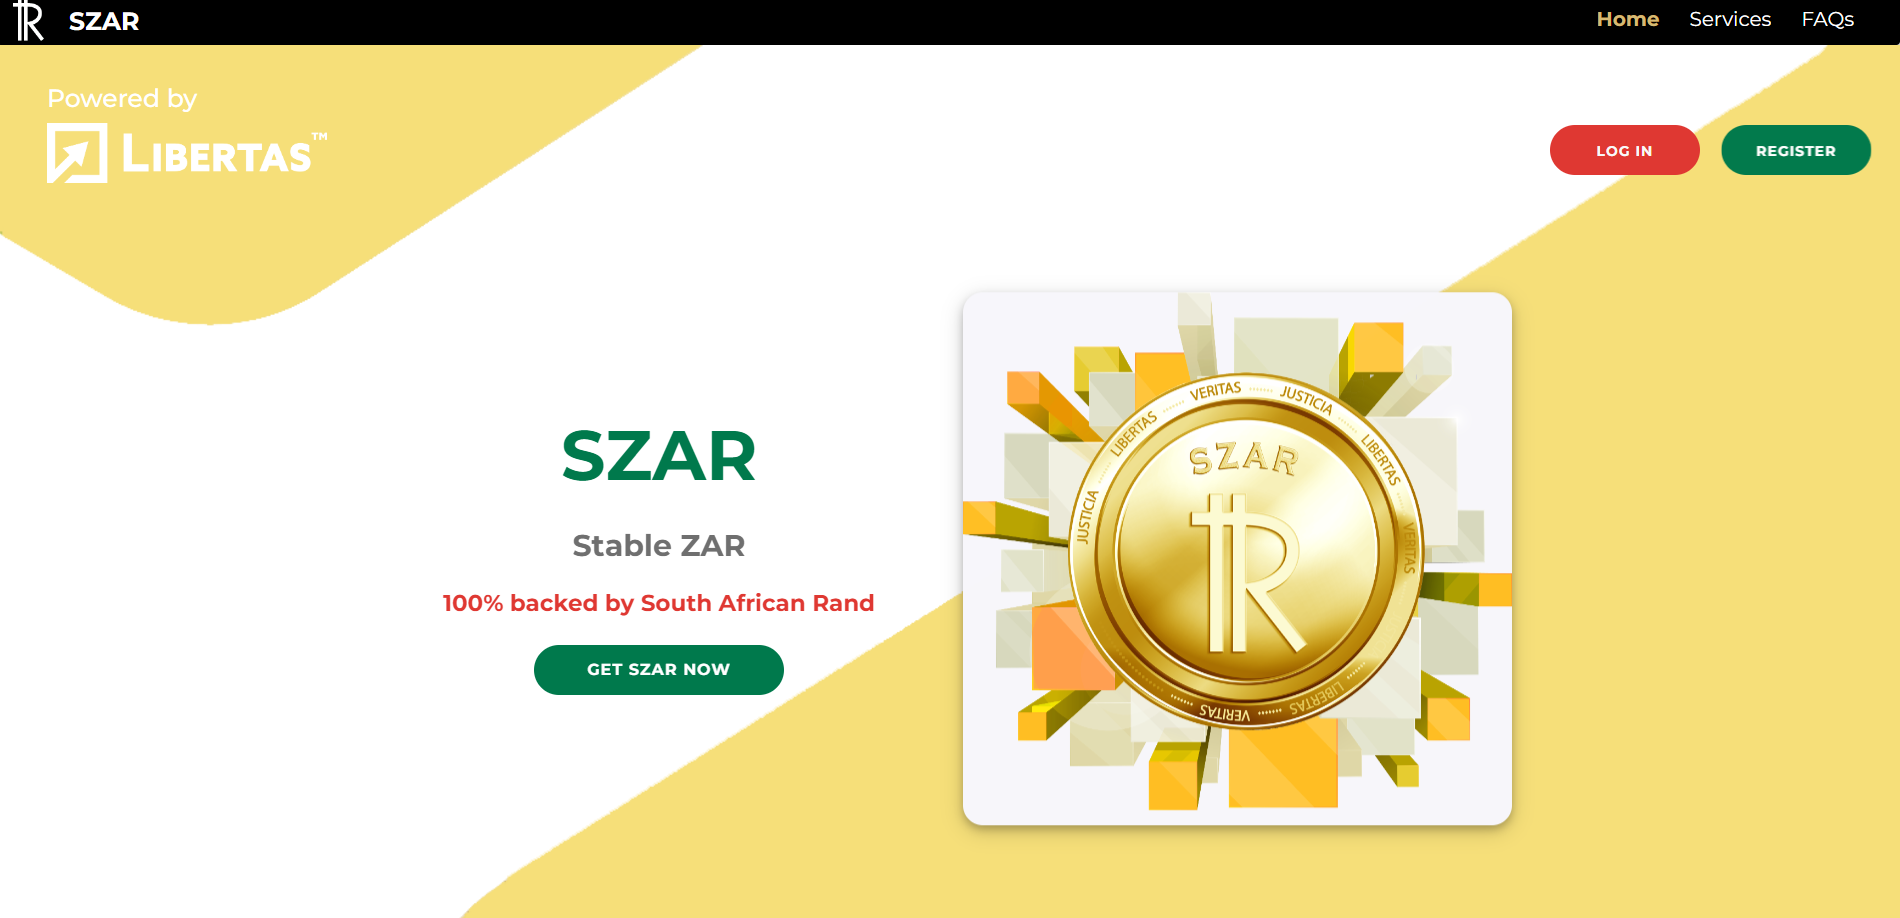 SZAR
Home
Services
FAQs
Powered by
LIBERTAS™
LOG IN
REGISTER
SZAR
Stable ZAR
100% backed by South African Rand
GET SZAR NOW
JUSTICIA ······· LIBERTAS ······· VERITAS ······· JUSTICIA ······· LIBERTAS ······· VERITAS
LIBERTAS ······· VERITAS
SZAR